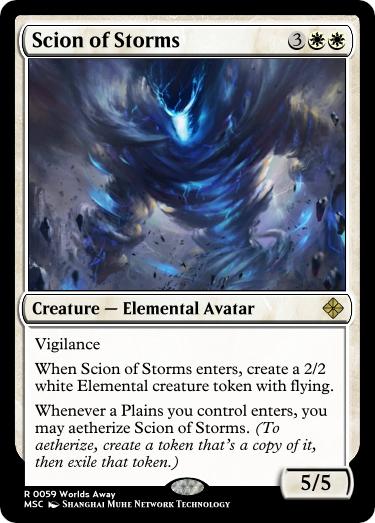 Scion of Storms 3
Creature — Elemental Avatar
Vigilance
When Scion of Storms enters, create a 2/2
white Elemental creature token with flying.
Whenever a Plains you control enters, you
may aetherize Scion of Storms. (To
aetherize, create a token that's a copy of it,
then exile that token.)
5/5
R 0059 Worlds Away
MSC Shanghai Muhe Network Technology